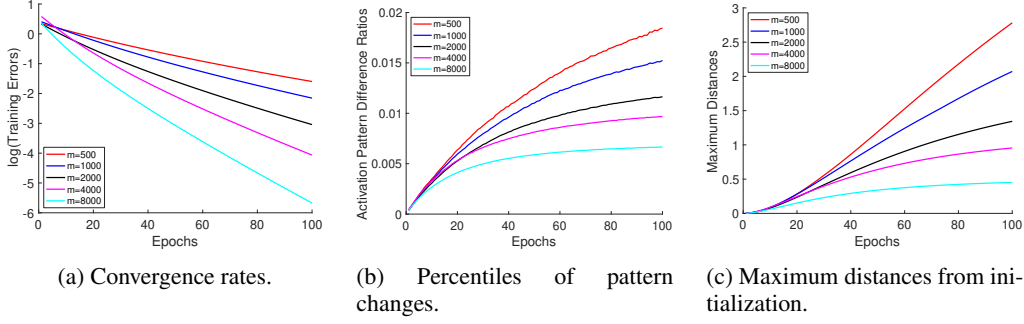 1
0
-1
-2
-3
-4
-5
-6
log(Training Errors)
m=500
m=1000
m=2000
m=4000
m=8000
0 20 40 60 80 100
Epochs
(a) Convergence rates.
0.02
0.015
0.01
0.005
0
Activation Pattern Difference Ratios
m=500
m=1000
m=2000
m=4000
m=8000
0 20 40 60 80 100
Epochs
(b) Percentiles of pattern
changes.
3
2.5
2
1.5
1
0.5
0
Maximum Distances
m=500
m=1000
m=2000
m=4000
m=8000
0 20 40 60 80 100
Epochs
(c) Maximum distances from ini-
tialization.